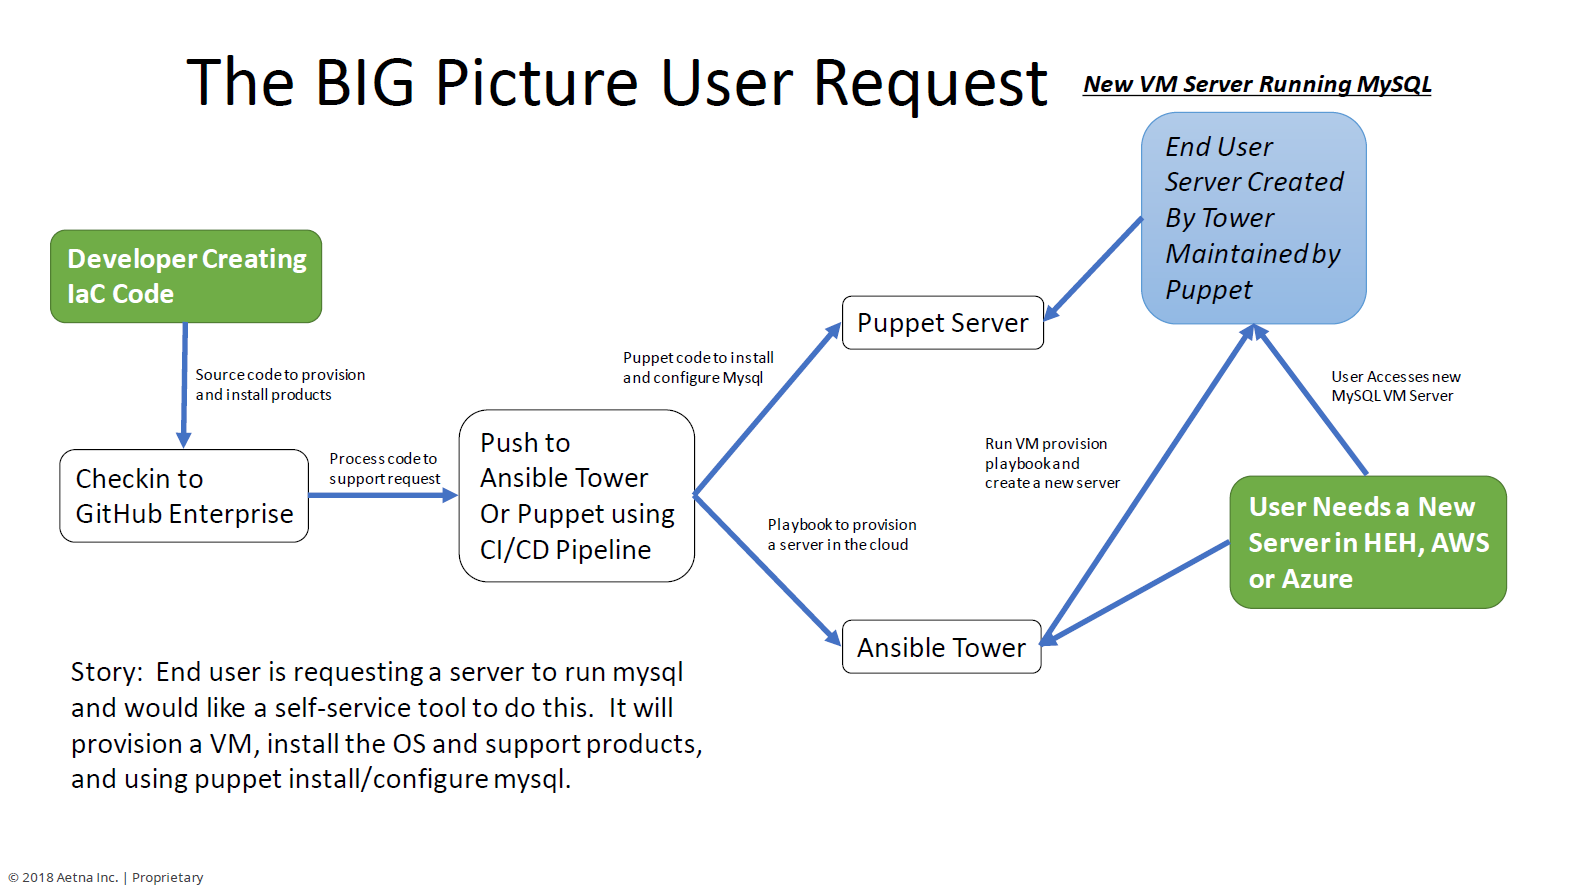 The BIG Picture User Request
New VM Server Running MySQL
End User
Server Created
By Tower
Maintained by
Puppet
Developer Creating
IaC Code
Source code to provision
and install products
Checkin to
GitHub Enterprise
Process code to
support request
Push to
Ansible Tower
Or Puppet using
CI/CD Pipeline
Puppet code to install
and configure Mysql
Puppet Server
Playbook to provision
a server in the cloud
Ansible Tower
Run VM provision
playbook and
create a new server
User Accesses new
MySQL VM Server
User Needs a New
Server in HEH, AWS
or Azure
Story:  End user is requesting a server to run mysql
and would like a self-service tool to do this.  It will
provision a VM, install the OS and support products,
and using puppet install/configure mysql.
© 2018 Aetna Inc. | Proprietary